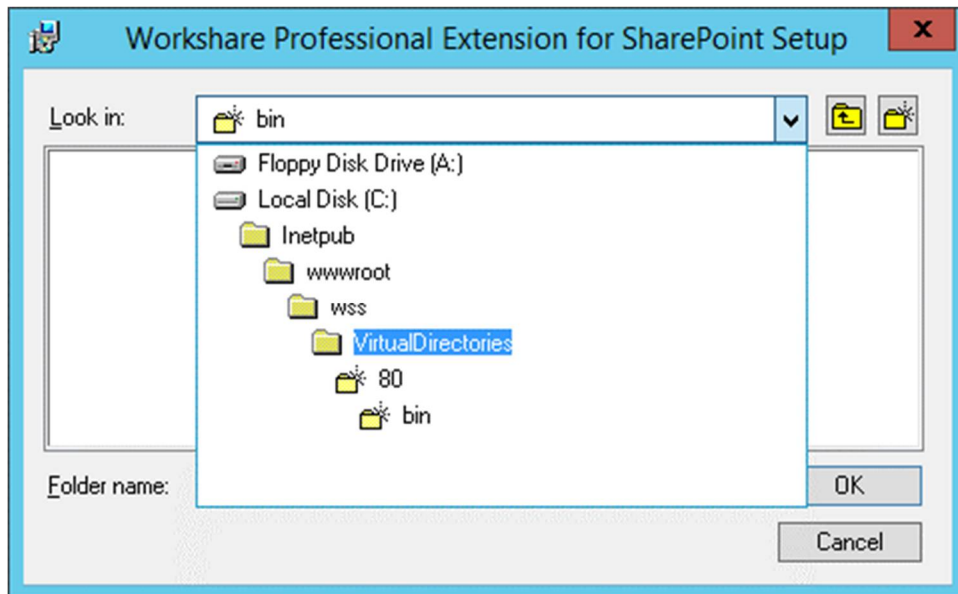 Workshare Professional Extension for SharePoint Setup
x
Look in:
bin
Floppy Disk Drive (A:)
Local Disk (C:)
Inetpub
wwwroot
wss
VirtualDirectories
80
bin
Folder name:
OK
Cancel